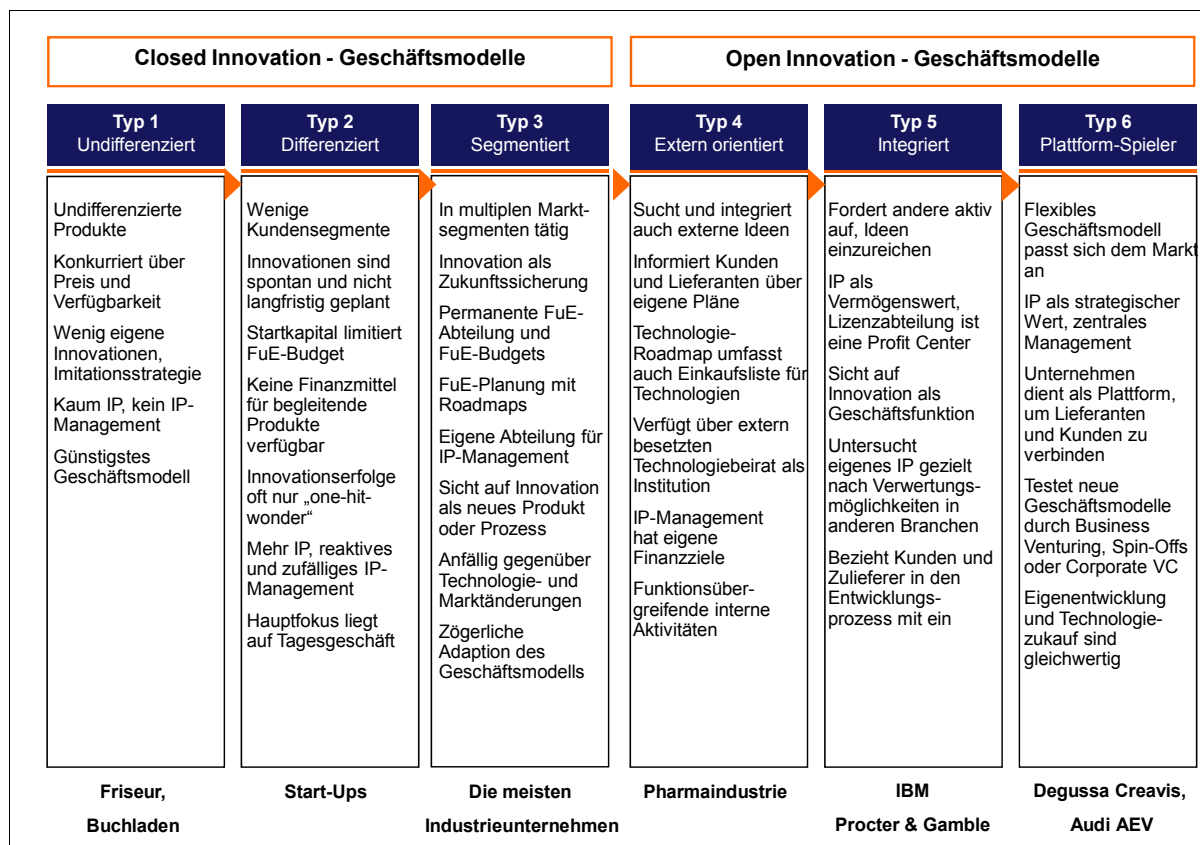 Closed Innovation - Geschäftsmodelle
Open Innovation - Geschäftsmodelle
Typ 1
Undifferenziert
Undifferenzierte
Produkte
Konkurriert über
Preis und
Verfügbarkeit
Wenig eigene
Innovationen,
Imitationsstrategie
Kaum IP, kein IP-
Management
Günstigstes
Geschäftsmodell
Friseur,
Buchladen
Typ 2
Differenziert
Wenige
Kundensegmente
Innovationen sind
spontan und nicht
langfristig geplant
Startkapital limitiert
FuE-Budget
Keine Finanzmittel
für begleitende
Produkte
verfügbar
Innovationserfolge
oft nur „one-hit-
wonder“
Mehr IP, reaktives
und zufälliges IP-
Management
Hauptfokus liegt
auf Tagesgeschäft
Start-Ups
Typ 3
Segmentiert
In multiplen Markt-
segmenten tätig
Innovation als
Zukunftssicherung
Permanente FuE-
Abteilung und
FuE-Budgets
FuE-Planung mit
Roadmaps
Eigene Abteilung für
IP-Management
Sicht auf Innovation
als neues Produkt
oder Prozess
Anfällig gegenüber
Technologie- und
Marktänderungen
Zögerliche
Adaption des
Geschäftsmodells
Die meisten
Industrieunternehmen
Typ 4
Extern orientiert
Sucht und integriert
auch externe Ideen
Informiert Kunden
und Lieferanten über
eigene Pläne
Technologie-
Roadmap umfasst
auch Einkaufsliste für
Technologien
Verfügt über extern
besetzten
Technologiebeirat als
Institution
IP-Management
hat eigene
Finanzziele
Funktionsüber-
greifende interne
Aktivitäten
Pharmaindustrie
Typ 5
Integriert
Fordert andere aktiv
auf, Ideen
einzureichen
IP als
Vermögenswert,
Lizenzabteilung ist
eine Profit Center
Sicht auf
Innovation als
Geschäftsfunktion
Untersucht
eigenes IP gezielt
nach Verwertungs-
möglichkeiten in
anderen Branchen
Bezieht Kunden und
Zulieferer in den
Entwicklungs-
prozess mit ein
IBM
Procter & Gamble
Typ 6
Plattform-Spieler
Flexibles
Geschäftsmodell
passt sich dem Markt
an
IP als strategischer
Wert, zentrales
Management
Unternehmen
dient als Plattform,
um Lieferanten
und Kunden zu
verbinden
Testet neue
Geschäftsmodelle
durch Business
Venturing, Spin-Offs
oder Corporate VC
Eigenentwicklung
und Technologie-
zukauf sind
gleichwertig
Degussa Creavis,
Audi AEV